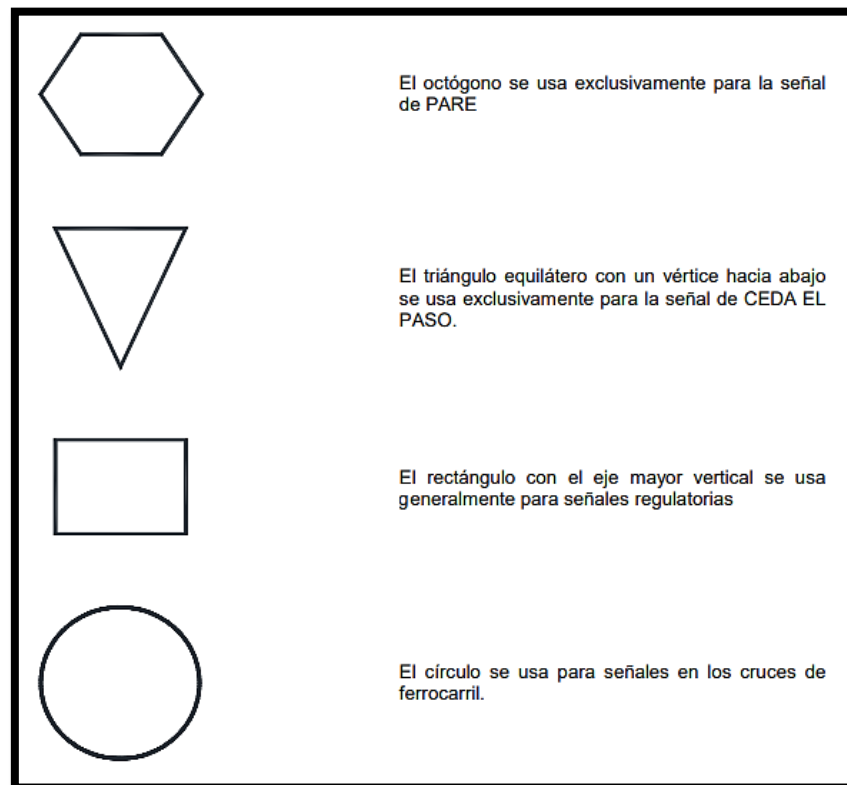 El octógono se usa exclusivamente para la señal
de PARE
El triángulo equilátero con un vértice hacia abajo
se usa exclusivamente para la señal de CEDA EL
PASO.
El rectángulo con el eje mayor vertical se usa
generalmente para señales regulatorias
El círculo se usa para señales en los cruces de
ferrocarril.